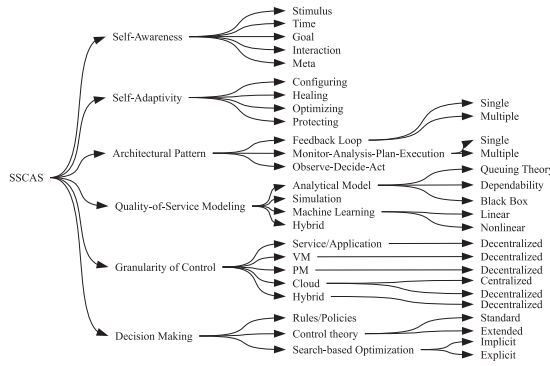 SSCAS
Self-Awareness
Stimulus
Time
Goal
Interaction
Meta
Self-Adaptivity
Configuring
Healing
Optimizing
Protecting
Architectural Pattern
Feedback Loop
Single
Multiple
Monitor-Analysis-Plan-Execution
Single
Multiple
Observe-Decide-Act
Quality-of-Service Modeling
Analytical Model
Queuing Theory
Dependability
Black Box
Simulation
Machine Learning
Linear
Nonlinear
Hybrid
Granularity of Control
Service/Application
Decentralized
VM
Decentralized
PM
Decentralized
Cloud
Centralized
Decentralized
Hybrid
Decentralized
Decision Making
Rules/Policies
Control theory
Standard
Extended
Search-based Optimization
Implicit
Explicit